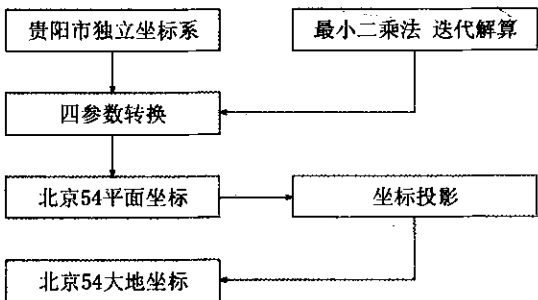 贵阳市独立坐标系
最小二乘法 迭代解算
四参数转换
北京54平面坐标
坐标投影
北京54大地坐标